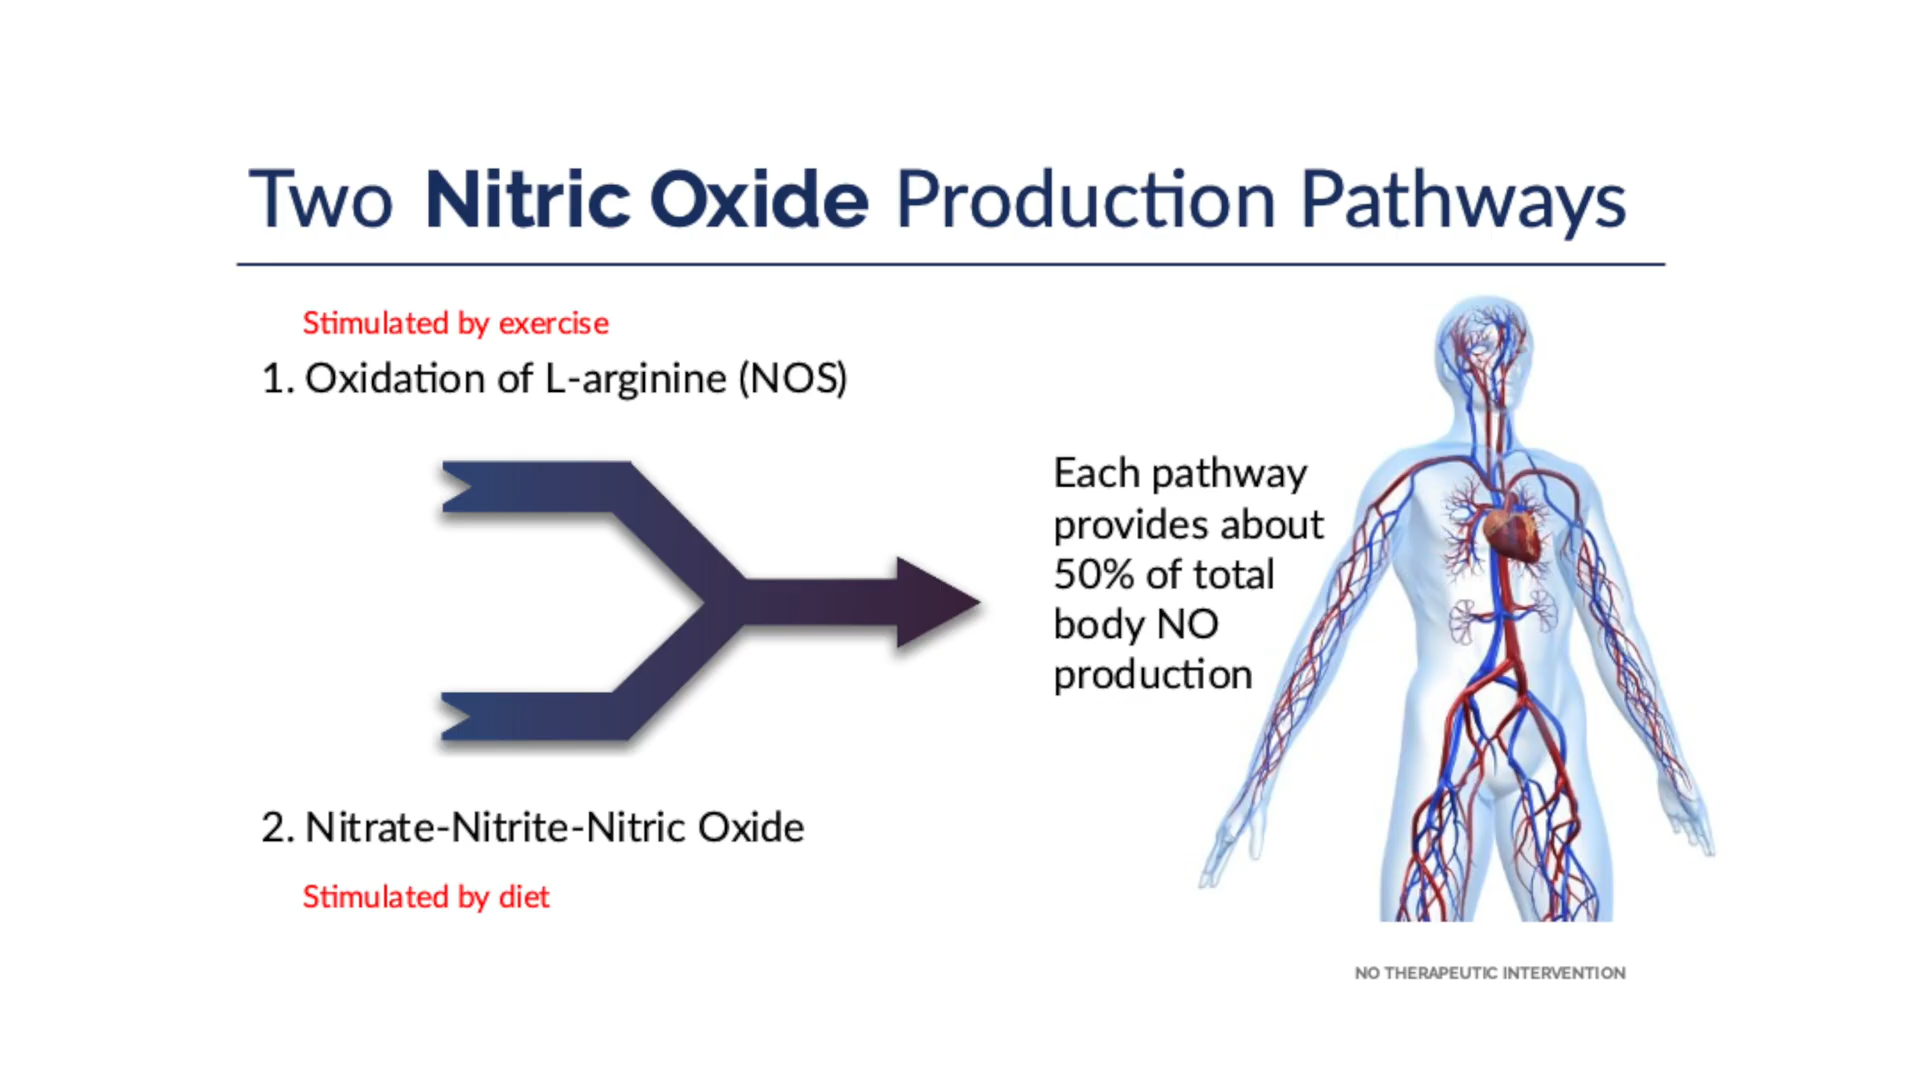 Two Nitric Oxide Production Pathways
Stimulated by exercise
1. Oxidation of L-arginine (NOS)
Each pathway
provides about
50% of total
body NO
production
2. Nitrate-Nitrite-Nitric Oxide
Stimulated by diet
NO THERAPEUTIC INTERVENTION